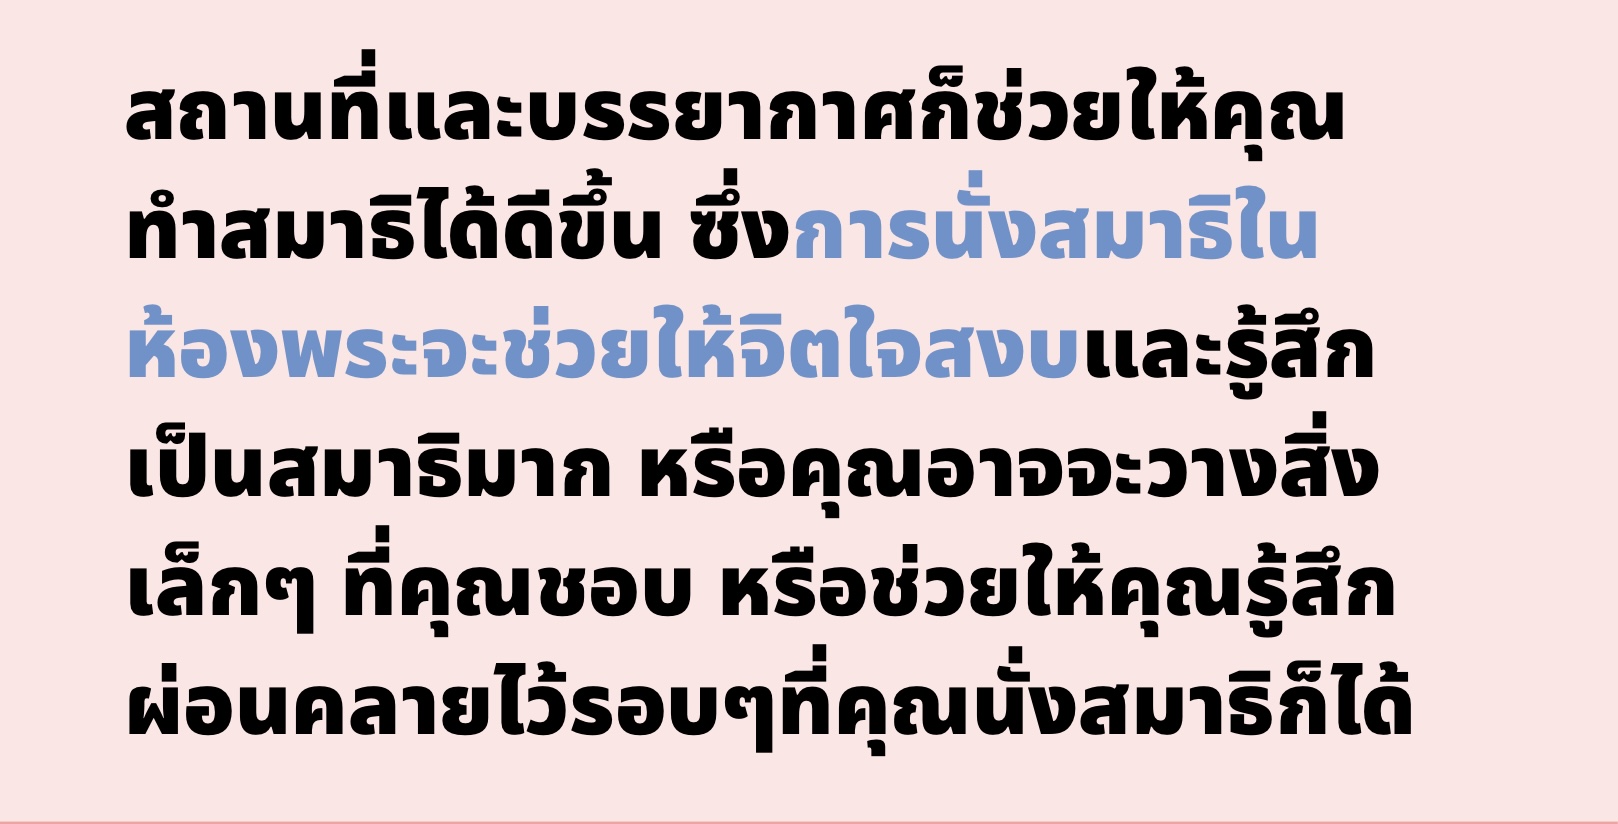 สถานที่และบรรยากาศก็ช่วยให้คุณ
ทำสมาธิได้ดีขึ้น ซึ่งการนั่งสมาธิใน
ห้องพระจะช่วยให้จิตใจสงบและรู้สึก
เป็นสมาธิมาก หรือคุณอาจจะวางสิ่ง
เล็กๆ ที่คุณชอบ หรือช่วยให้คุณรู้สึก
ผ่อนคลายไว้รอบๆที่คุณนั่งสมาธิก็ได้